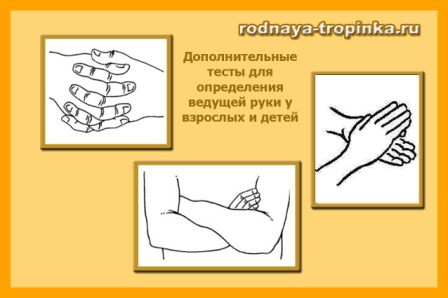 rodnaya-tropinka.ru
Дополнительные
тесты для
определения
ведущей руки у
взрослых и детей